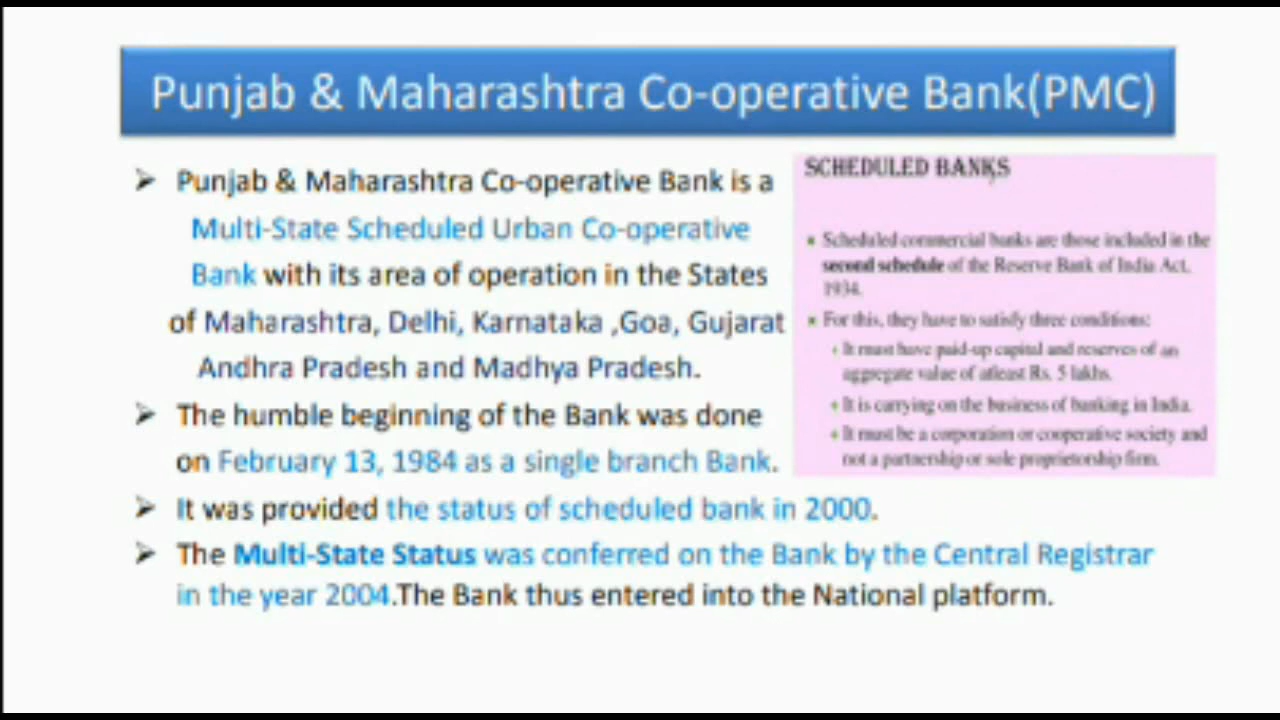 Punjab & Maharashtra Co-operative Bank(PMC)
➢ Punjab & Maharashtra Co-operative Bank is a
Multi-State Scheduled Urban Co-operative
Bank with its area of operation in the States
of Maharashtra, Delhi, Karnataka ,Goa, Gujarat
Andhra Pradesh and Madhya Pradesh.
➢ The humble beginning of the Bank was done
on February 13, 1984 as a single branch Bank.
➢ It was provided the status of scheduled bank in 2000.
➢ The Multi-State Status was conferred on the Bank by the Central Registrar
in the year 2004.The Bank thus entered into the National platform.
SCHEDULED BANKS
▪ Scheduled commercial banks are those included in the
second schedule of the Reserve Bank of India Act,
1934.
▪ For this, they have to satisfy three conditions:
It must have paid-up capital and reserves of an
aggregate value of atleast Rs. 5 lakhs.
It is carrying on the business of banking in India.
It must be a corporation or cooperative society and
not a partnership or sole proprietorship firm.